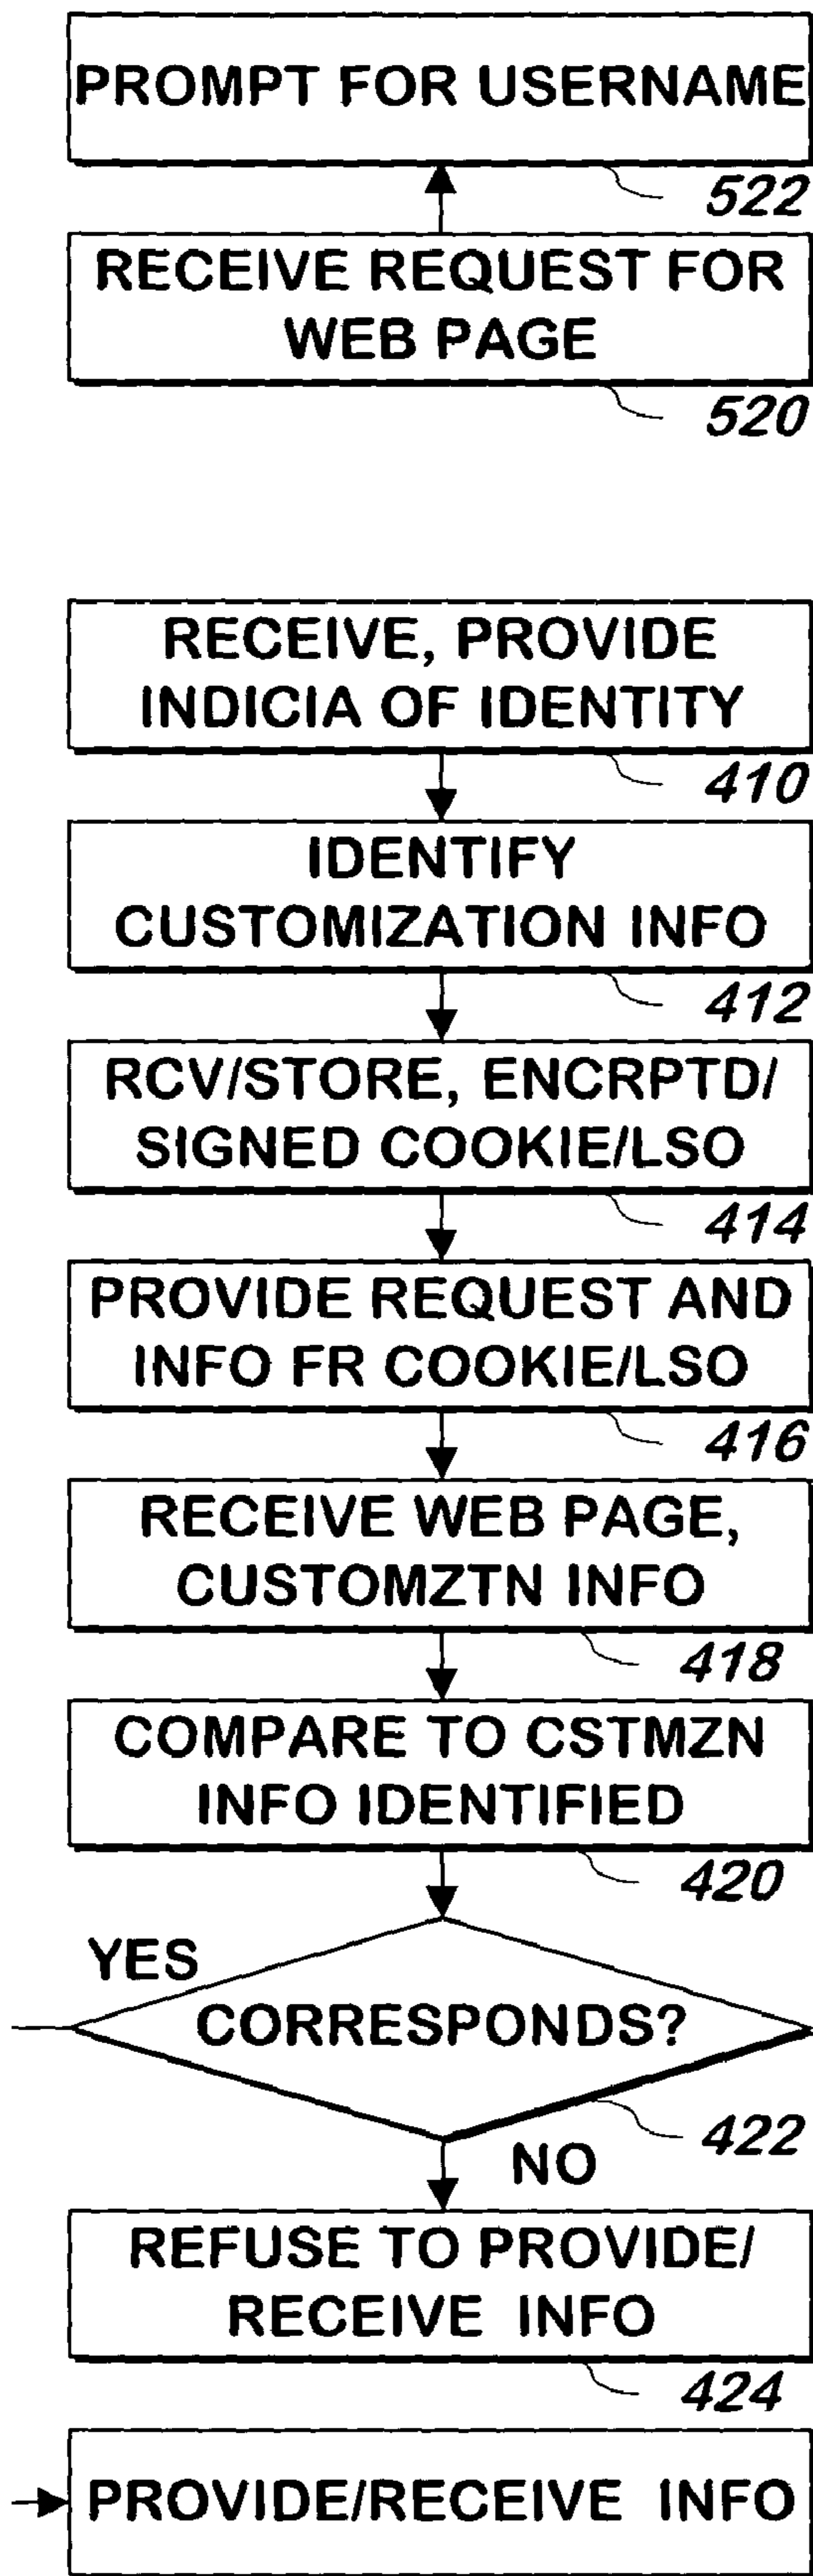 PROMPT FOR USERNAME
522
RECEIVE REQUEST FOR
WEB PAGE
520
RECEIVE, PROVIDE
INDICIA OF IDENTITY
410
IDENTIFY
CUSTOMIZATION INFO
412
RCV/STORE, ENCRPTD/
SIGNED COOKIE/LSO
414
PROVIDE REQUEST AND
INFO FR COOKIE/LSO
416
RECEIVE WEB PAGE,
CUSTOMZTN INFO
418
COMPARE TO CSTMZN
INFO IDENTIFIED
420
YES
CORRESPONDS?
422
NO
REFUSE TO PROVIDE/
RECEIVE INFO
424
PROVIDE/RECEIVE INFO